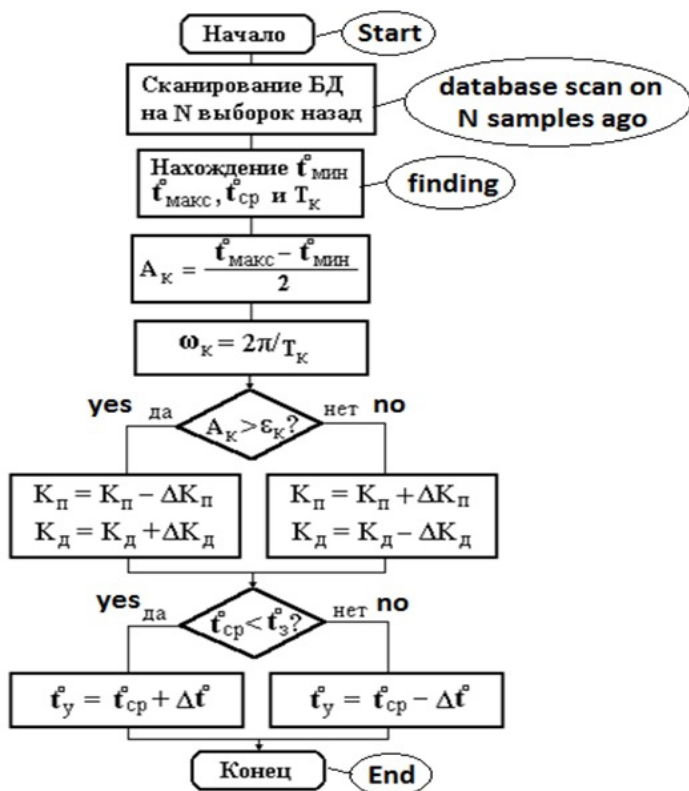 Начало Start
Сканирование БД
на N выборок назад
database scan on
N samples ago
Нахождение t°мин
t°макс, t°ср и Tк
finding
Aк = t°макс − t°мин
2
ωк = 2π/Tк
yes да нет no
Aк > εк?
Kп = Kп − ΔKп
Kд = Kд + ΔKд
Kп = Kп + ΔKп
Kд = Kд − ΔKд
yes да нет no
t°ср < t°з?
t°у = t°ср + Δt°
t°у = t°ср − Δt°
Конец End